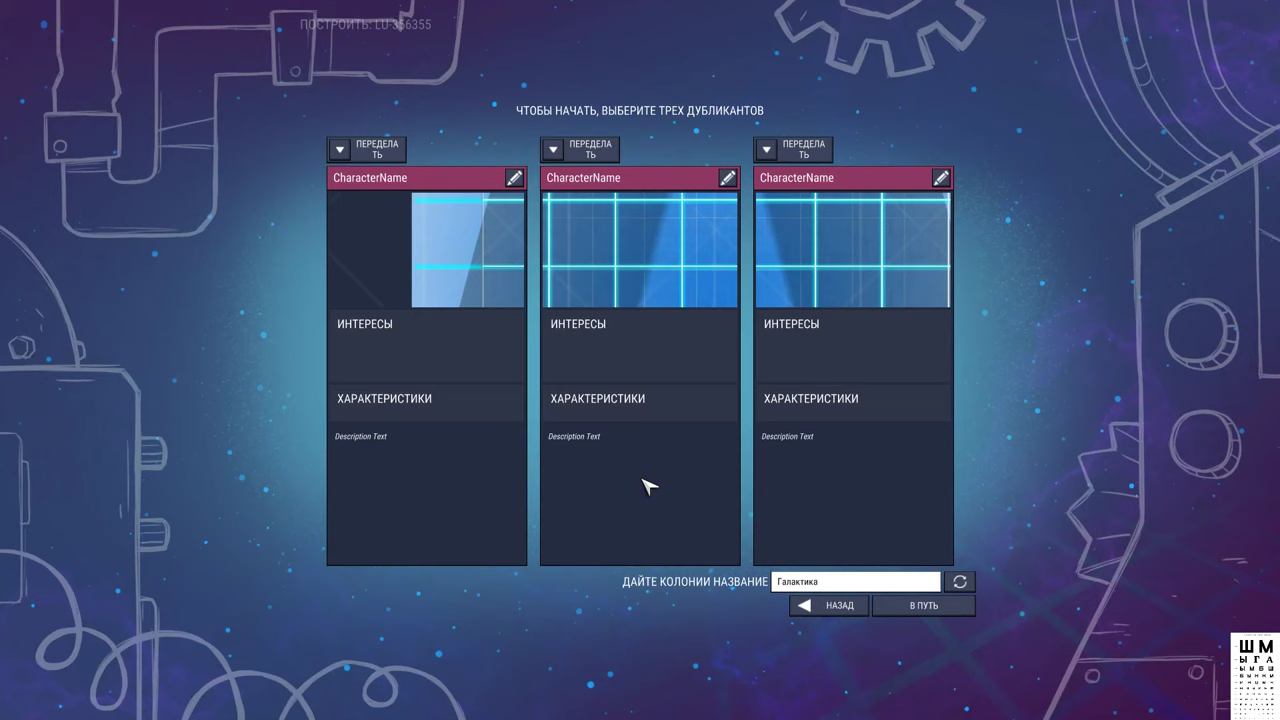 ПОСТРОИТЬ: LU-356355
ЧТОБЫ НАЧАТЬ, ВЫБЕРИТЕ ТРЕХ ДУБЛИКАНТОВ
ПЕРЕДЕЛА
ТЬ
ПЕРЕДЕЛА
ТЬ
ПЕРЕДЕЛА
ТЬ
CharacterName
CharacterName
CharacterName
ИНТЕРЕСЫ
ИНТЕРЕСЫ
ИНТЕРЕСЫ
ХАРАКТЕРИСТИКИ
ХАРАКТЕРИСТИКИ
ХАРАКТЕРИСТИКИ
Description Text
Description Text
Description Text
ДАЙТЕ КОЛОНИИ НАЗВАНИЕ
Галактика
НАЗАД
В ПУТЬ
Ш М
Ы Г А